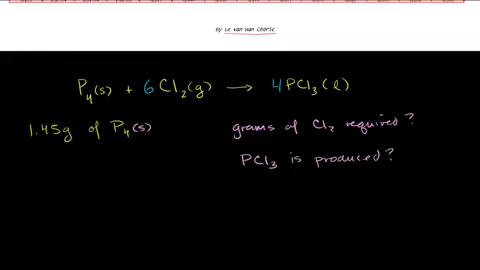 By Le Van Han Cédric
P₄(s) + 6Cl₂(g) → 4PCl₃(l)
1.45g of P₄(s) grams of Cl₂ required?
PCl₃ is produced?